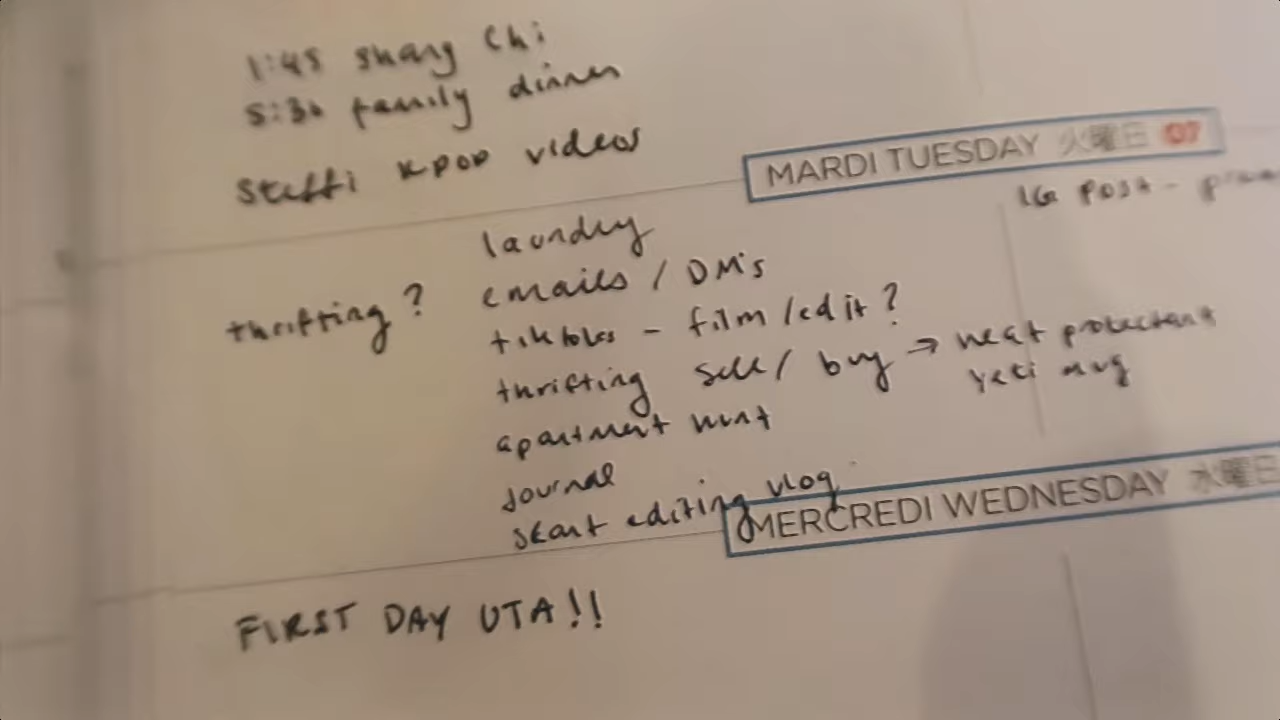 1:45 shang Chi
5:30 family dinner
Steffi kpop videos
MARDI TUESDAY 火曜日 07
IG POST -
thrifting?
laundry
emails / DM's
tiktoks - film/edit?
thrifting sell/ buy → heat protectant
yeti mug
apartment hunt
journal
start editing vlog
MERCREDI WEDNESDAY 水曜日
FIRST DAY UTA!!